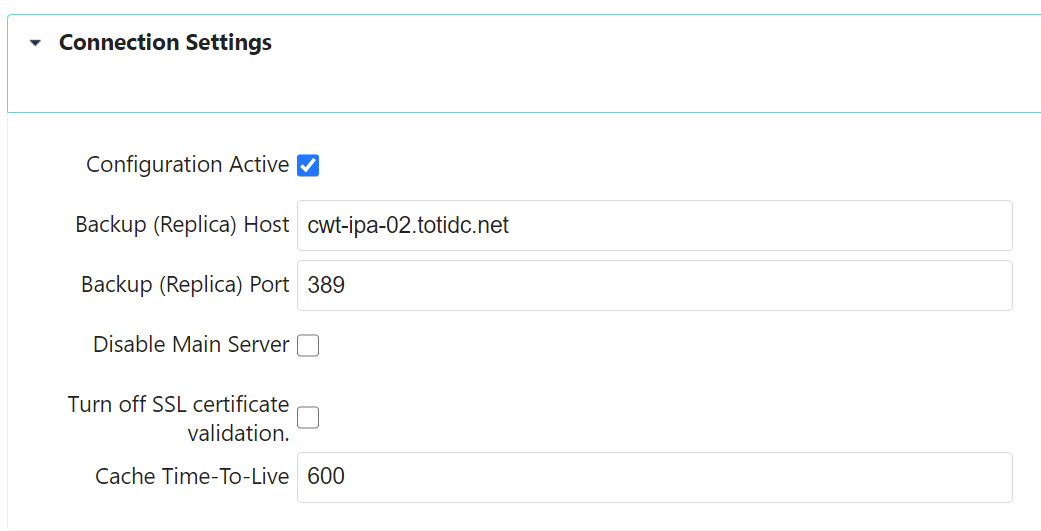 Connection Settings
Configuration Active
Backup (Replica) Host cwt-ipa-02.totidc.net
Backup (Replica) Port 389
Disable Main Server
Turn off SSL certificate
validation.
Cache Time-To-Live 600